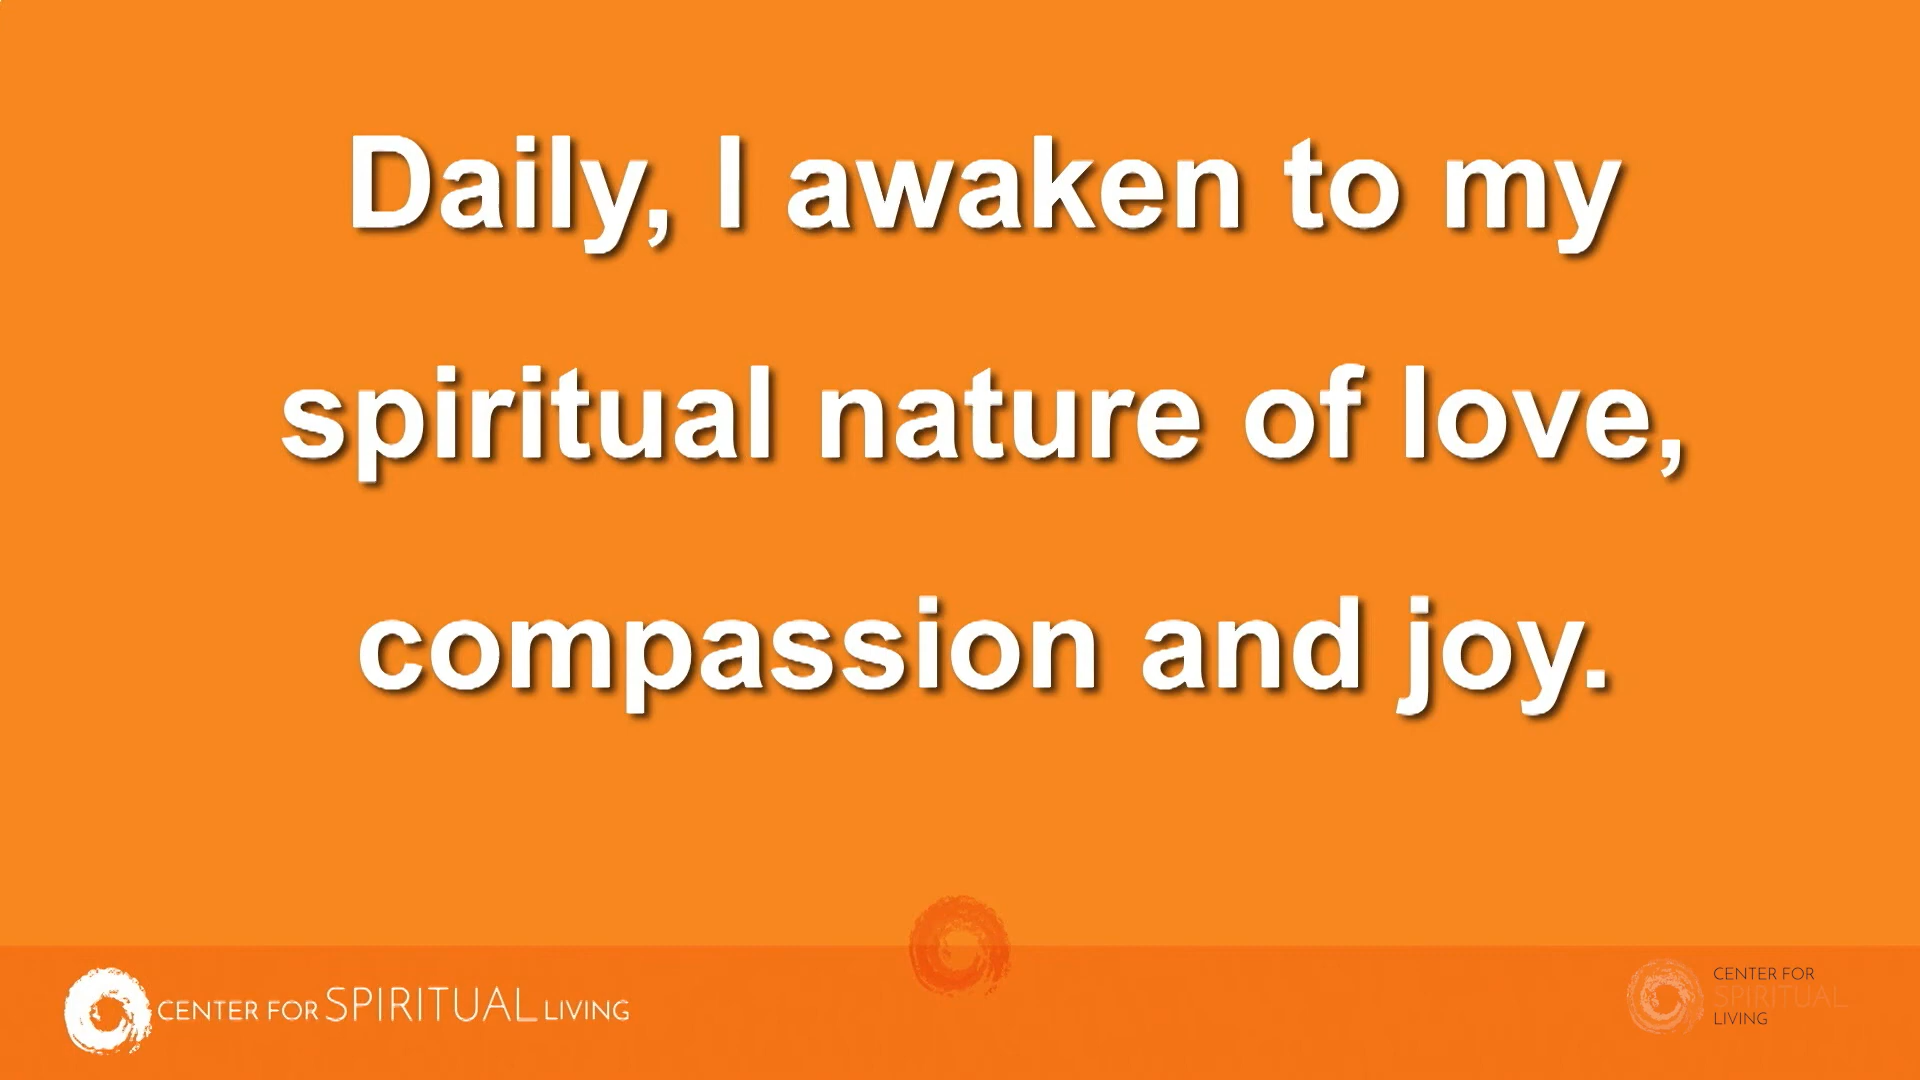 Daily, I awaken to my
spiritual nature of love,
compassion and joy.
CENTER FOR SPIRITUAL LIVING
CENTER FOR
SPIRITUAL
LIVING